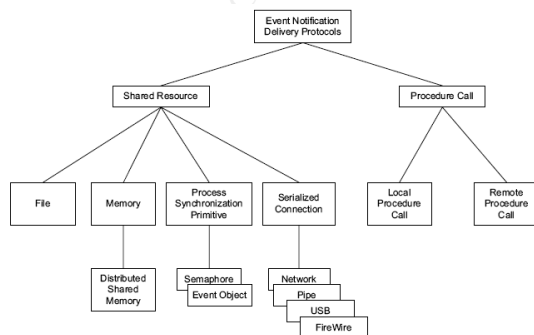 Event Notification
Delivery Protocols
Shared Resource
Procedure Call
File
Memory
Process
Synchronization
Primitive
Serialized
Connection
Local
Procedure
Call
Remote
Procedure
Call
Distributed
Shared
Memory
Semaphore
Event Object
Network
Pipe
USB
FireWire